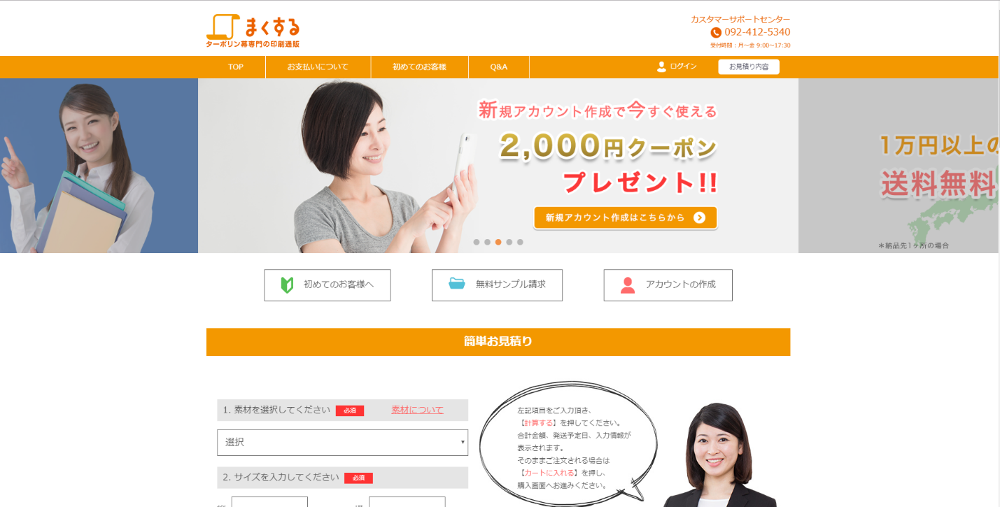 まくする
ターポリン幕専門の印刷通販
カスタマーサポートセンター
092-412-5340
受付時間：月〜金 9:00〜17:30
TOP
お支払いについて
初めてのお客様
Q&A
ログイン
お見積り内容
新規アカウント作成で今すぐ使える
2,000円クーポン
プレゼント!!
新規アカウント作成はこちらから
1万円以上の
送料無料
＊納品先1ヶ所の場合
初めてのお客様へ
無料サンプル請求
アカウントの作成
簡単お見積り
1. 素材を選択してください 必須 素材について
選択
2. サイズを入力してください 必須
左記項目をご入力頂き、
【計算する】を押してください。
合計金額、発送予定日、入力情報が
表示されます。
そのままご注文される場合は
【カートに入れる】を押し、
購入画面へお進みください。